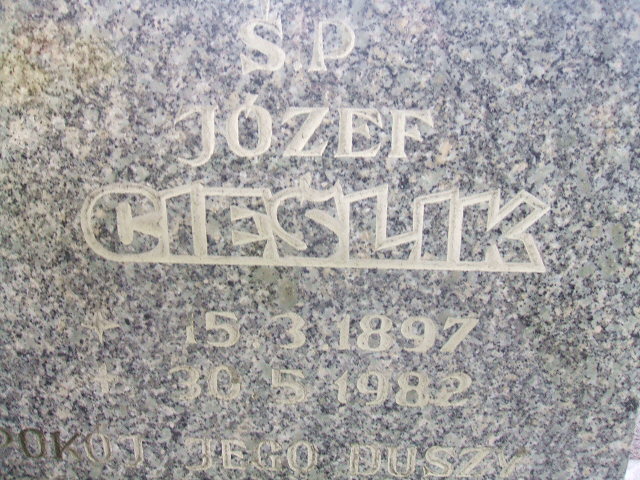 Ś.P
JÓZEF
CIEŚLIK
15.3.1897
30.5.1982
POKÓJ JEGO DUSZY